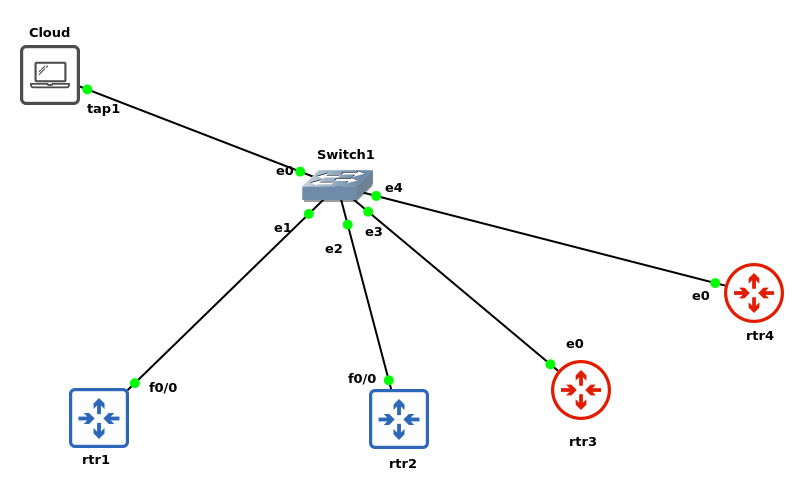 Cloud
tap1
Switch1
e0
e4
e1
e3
e2
e0
rtr4
e0
f0/0
f0/0
rtr3
rtr1
rtr2